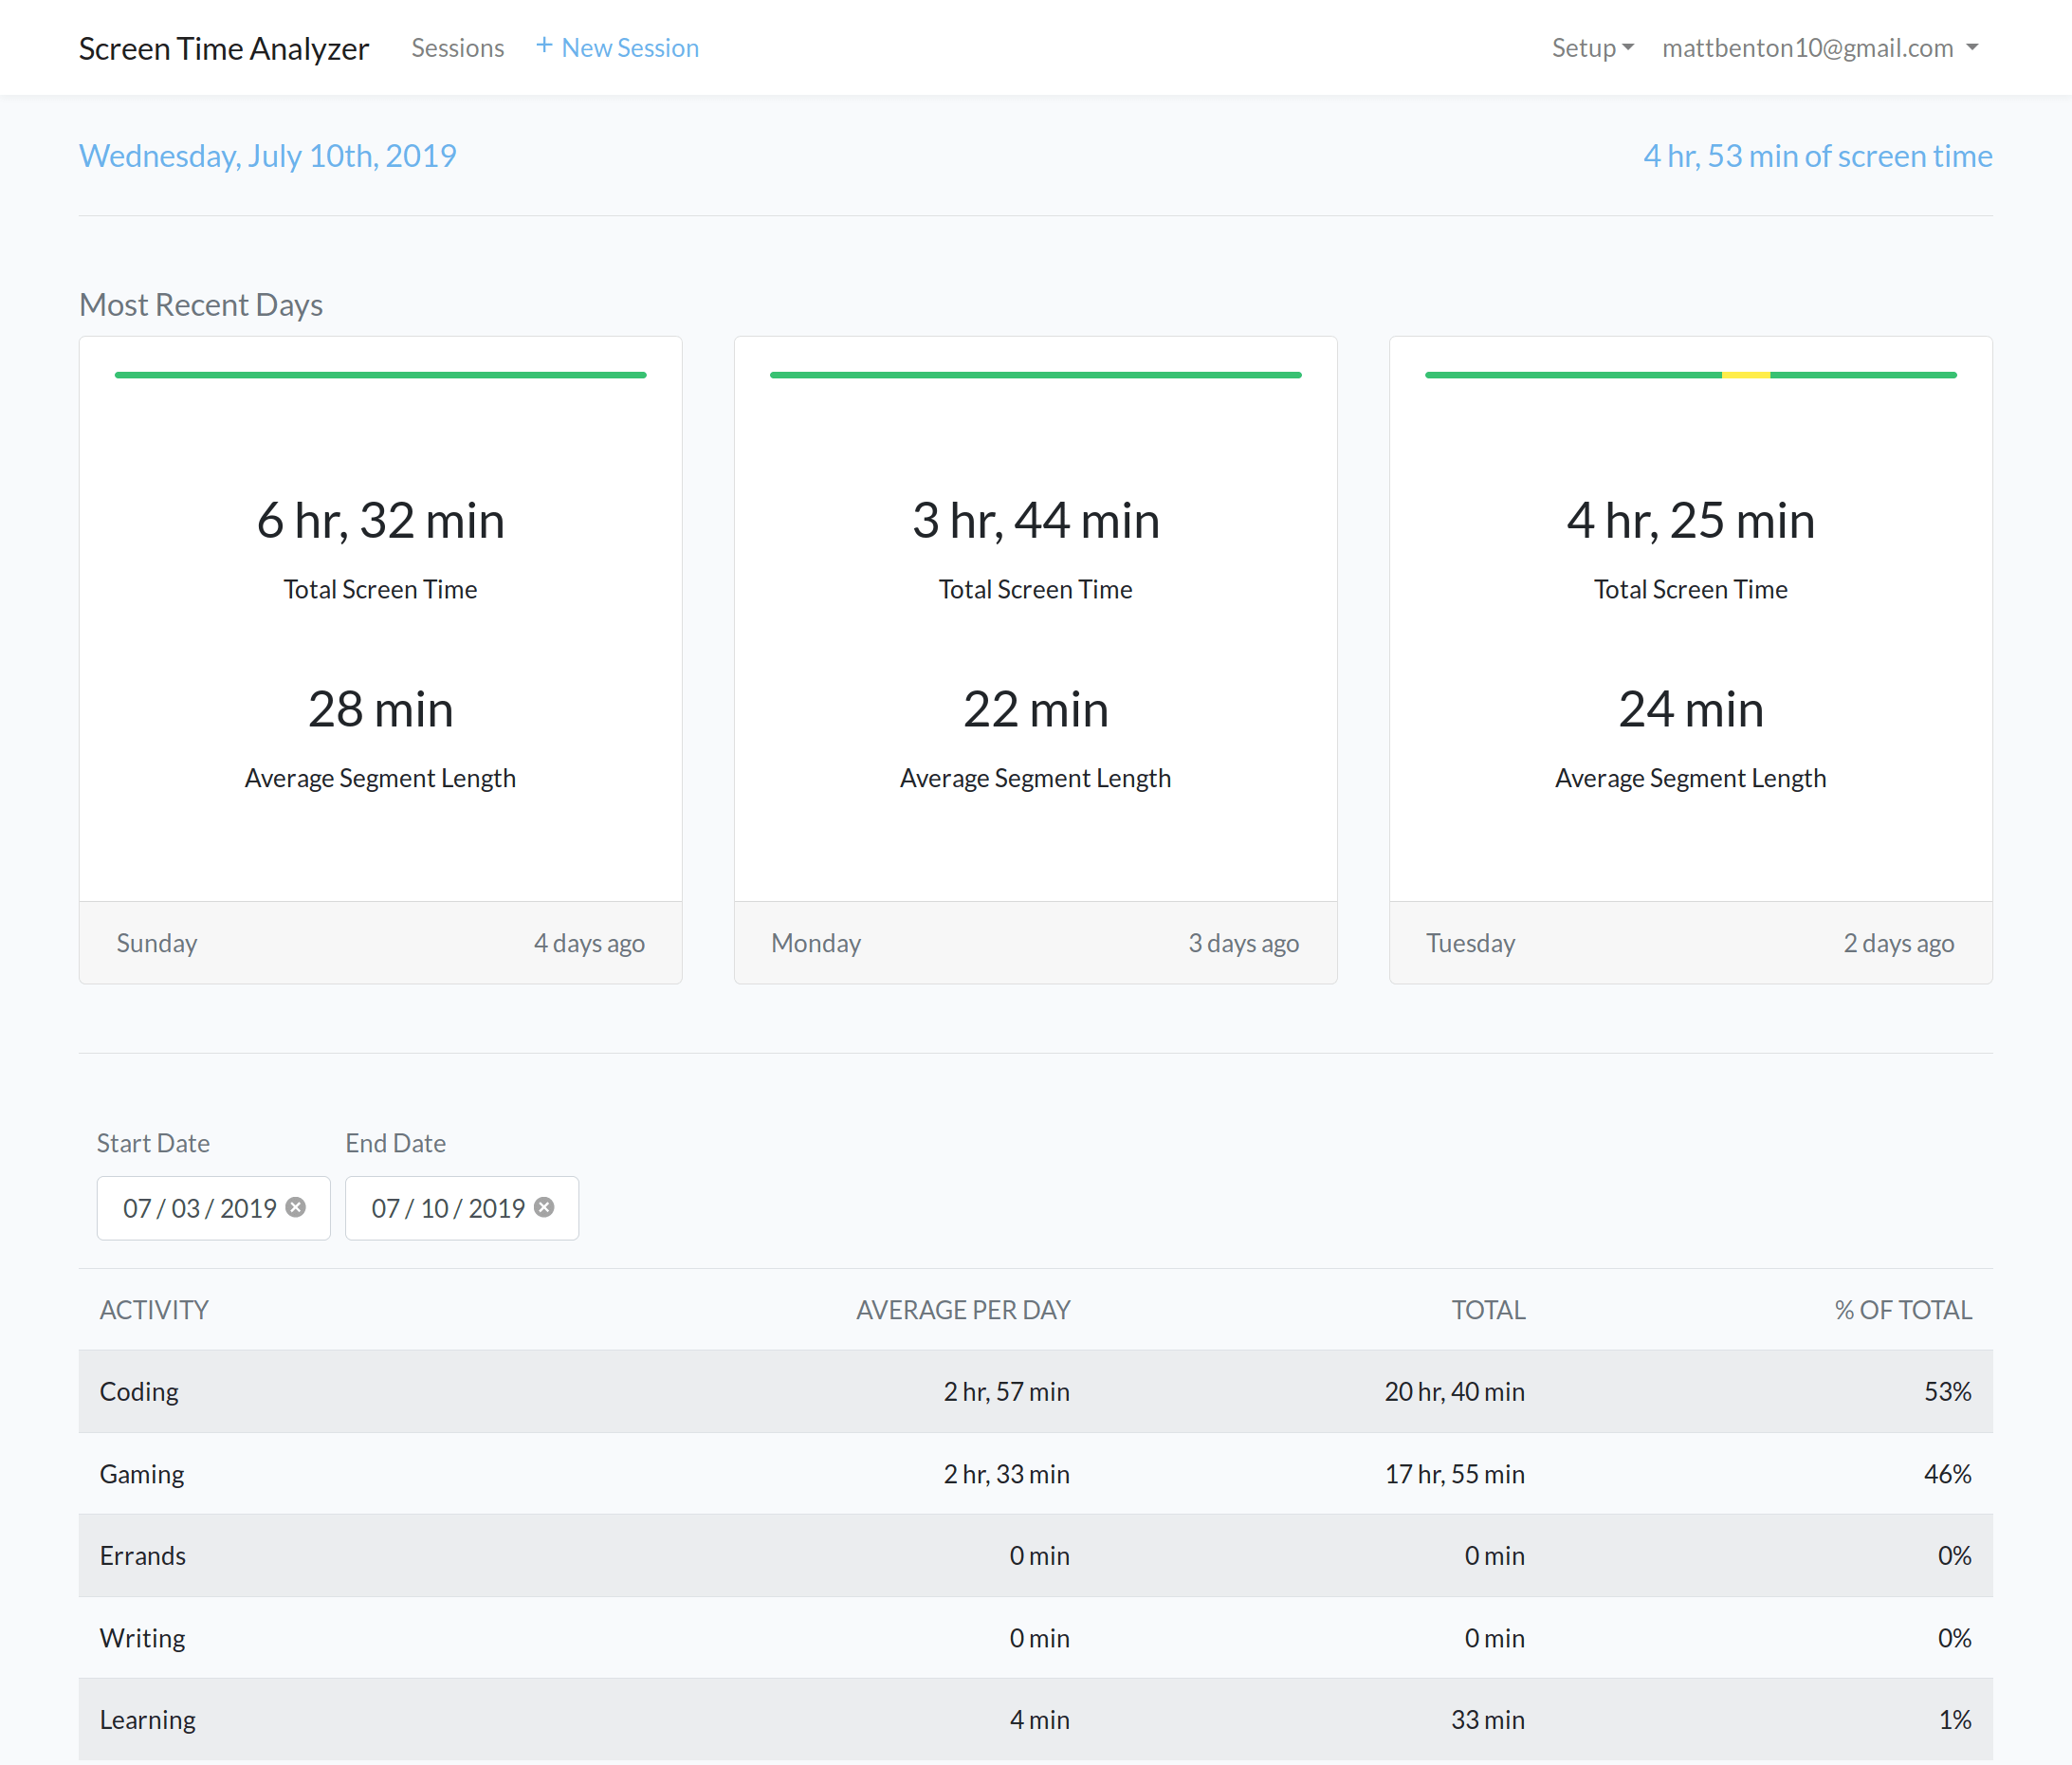 Screen Time Analyzer Sessions + New Session Setup mattbenton10@gmail.com
Wednesday, July 10th, 2019 4 hr, 53 min of screen time
Most Recent Days
6 hr, 32 min
Total Screen Time
28 min
Average Segment Length
Sunday 4 days ago
3 hr, 44 min
Total Screen Time
22 min
Average Segment Length
Monday 3 days ago
4 hr, 25 min
Total Screen Time
24 min
Average Segment Length
Tuesday 2 days ago
Start Date End Date
07 / 03 / 2019 07 / 10 / 2019
ACTIVITY AVERAGE PER DAY TOTAL % OF TOTAL
Coding 2 hr, 57 min 20 hr, 40 min 53%
Gaming 2 hr, 33 min 17 hr, 55 min 46%
Errands 0 min 0 min 0%
Writing 0 min 0 min 0%
Learning 4 min 33 min 1%